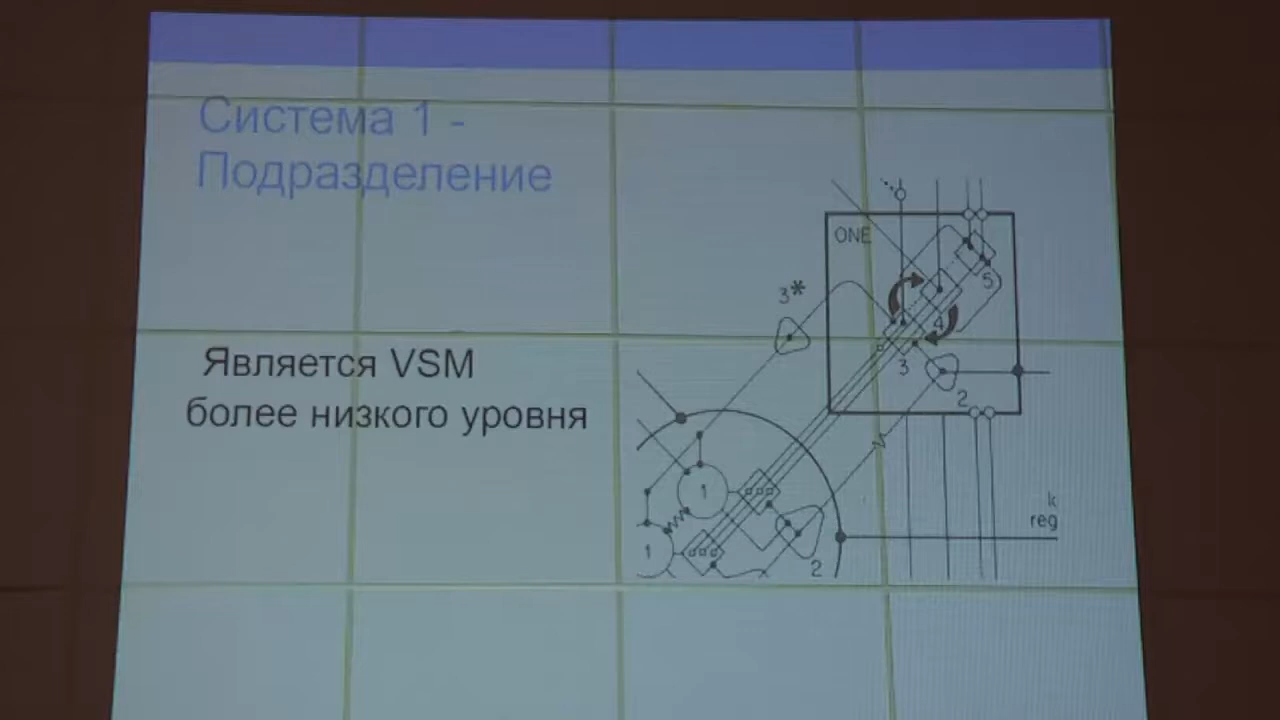 Система 1 -
Подразделение
Является VSM
более низкого уровня
ONE
5
3*
4
3
2
1
k
reg
1
2